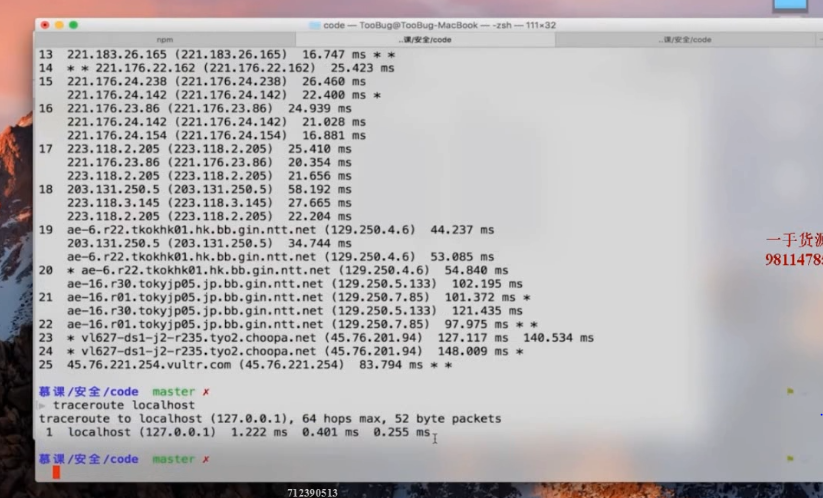 code — TooBug@TooBug-MacBook — -zsh — 111×32
npm
..课/安全/code
..课/安全/code
13 221.183.26.165 (221.183.26.165) 16.747 ms * *
14 * * 221.176.22.162 (221.176.22.162) 25.423 ms
15 221.176.24.238 (221.176.24.238) 26.460 ms
221.176.24.142 (221.176.24.142) 22.400 ms *
16 221.176.23.86 (221.176.23.86) 24.939 ms
221.176.24.142 (221.176.24.142) 21.028 ms
221.176.24.154 (221.176.24.154) 16.881 ms
17 223.118.2.205 (223.118.2.205) 25.410 ms
221.176.23.86 (221.176.23.86) 20.354 ms
223.118.2.205 (223.118.2.205) 21.656 ms
18 203.131.250.5 (203.131.250.5) 58.192 ms
223.118.3.145 (223.118.3.145) 27.665 ms
223.118.2.205 (223.118.2.205) 22.204 ms
19 ae-6.r22.tkokhk01.hk.bb.gin.ntt.net (129.250.4.6) 44.237 ms
203.131.250.5 (203.131.250.5) 34.744 ms
ae-6.r22.tkokhk01.hk.bb.gin.ntt.net (129.250.4.6) 53.085 ms
20 * ae-6.r22.tkokhk01.hk.bb.gin.ntt.net (129.250.4.6) 54.840 ms
ae-16.r30.tokyjp05.jp.bb.gin.ntt.net (129.250.5.133) 102.195 ms
21 ae-16.r01.tokyjp05.jp.bb.gin.ntt.net (129.250.7.85) 101.372 ms *
ae-16.r30.tokyjp05.jp.bb.gin.ntt.net (129.250.5.133) 121.435 ms
22 ae-16.r01.tokyjp05.jp.bb.gin.ntt.net (129.250.7.85) 97.975 ms * *
23 * vl627-ds1-j2-r235.tyo2.choopa.net (45.76.201.94) 127.117 ms 140.534 ms
24 * vl627-ds1-j2-r235.tyo2.choopa.net (45.76.201.94) 148.009 ms *
25 45.76.221.254.vultr.com (45.76.221.254) 83.794 ms * *
慕课/安全/code master ✗
traceroute localhost
traceroute to localhost (127.0.0.1), 64 hops max, 52 byte packets
1 localhost (127.0.0.1) 1.222 ms 0.401 ms 0.255 ms
慕课/安全/code master ✗
一手货源
9811478
712390513